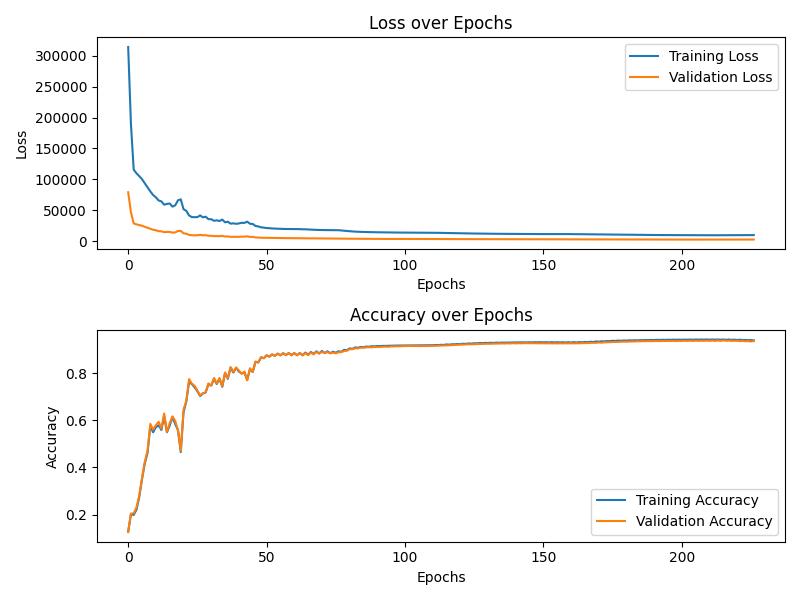 Loss over Epochs
300000
250000
200000
150000
100000
50000
0
Loss
Training Loss
Validation Loss
0 50 100 150 200
Epochs
Accuracy over Epochs
0.8
0.6
0.4
0.2
Accuracy
Training Accuracy
Validation Accuracy
0 50 100 150 200
Epochs